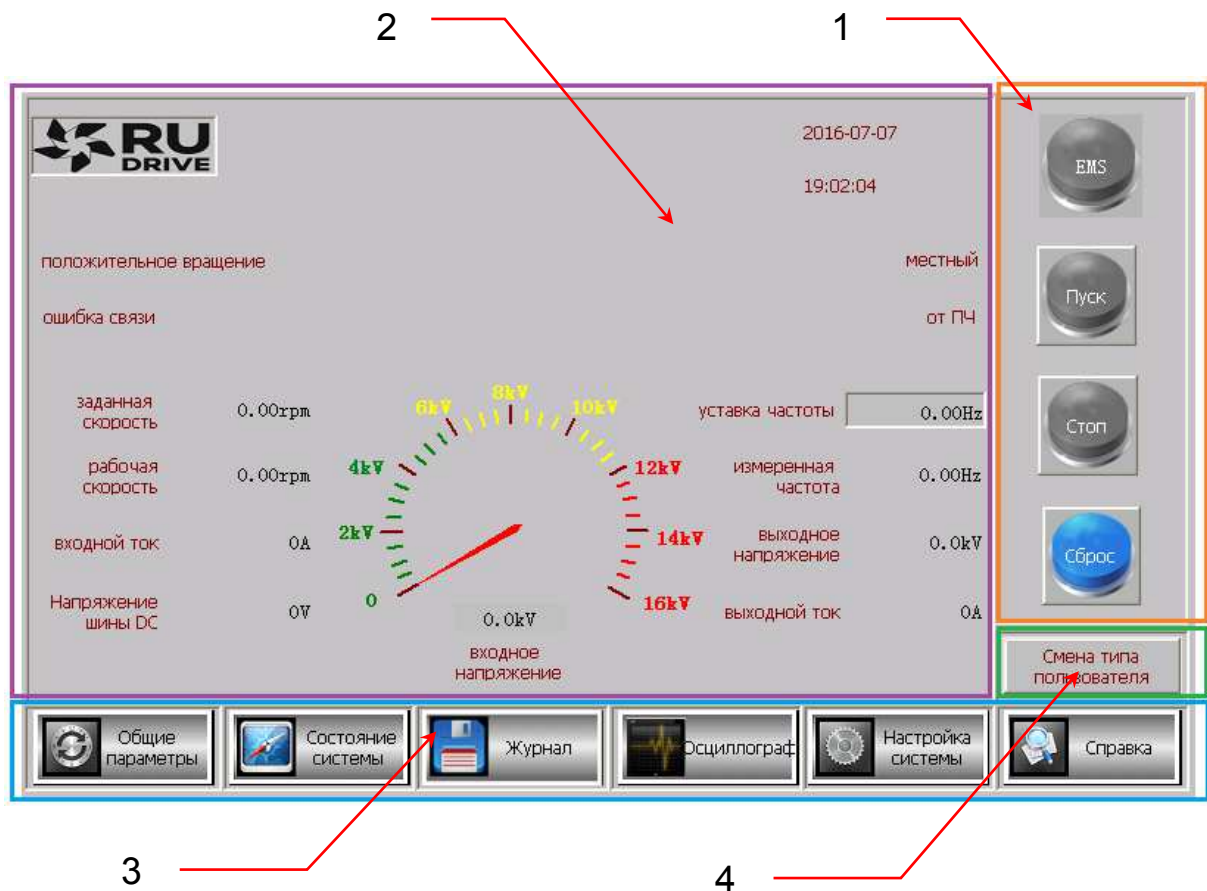 2
1
RU
DRIVE
2016-07-07
19:02:04
EMS
положительное вращение
местный
Пуск
ошибка связи
от ПЧ
8kV
6kV
10kV
заданная
скорость
0.00rpm
уставка частоты
0.00Hz
Стоп
4kV
12kV
рабочая
скорость
0.00rpm
измеренная
частота
0.00Hz
2kV
14kV
входной ток
0A
выходное
напряжение
0.0kV
Сброс
Напряжение
шины DC
0V
0
0.0kV
16kV
выходной ток
0A
входное
напряжение
Смена типа
пользователя
Общие
параметры
Состояние
системы
Журнал
Осциллограф
Настройка
системы
Справка
3
4